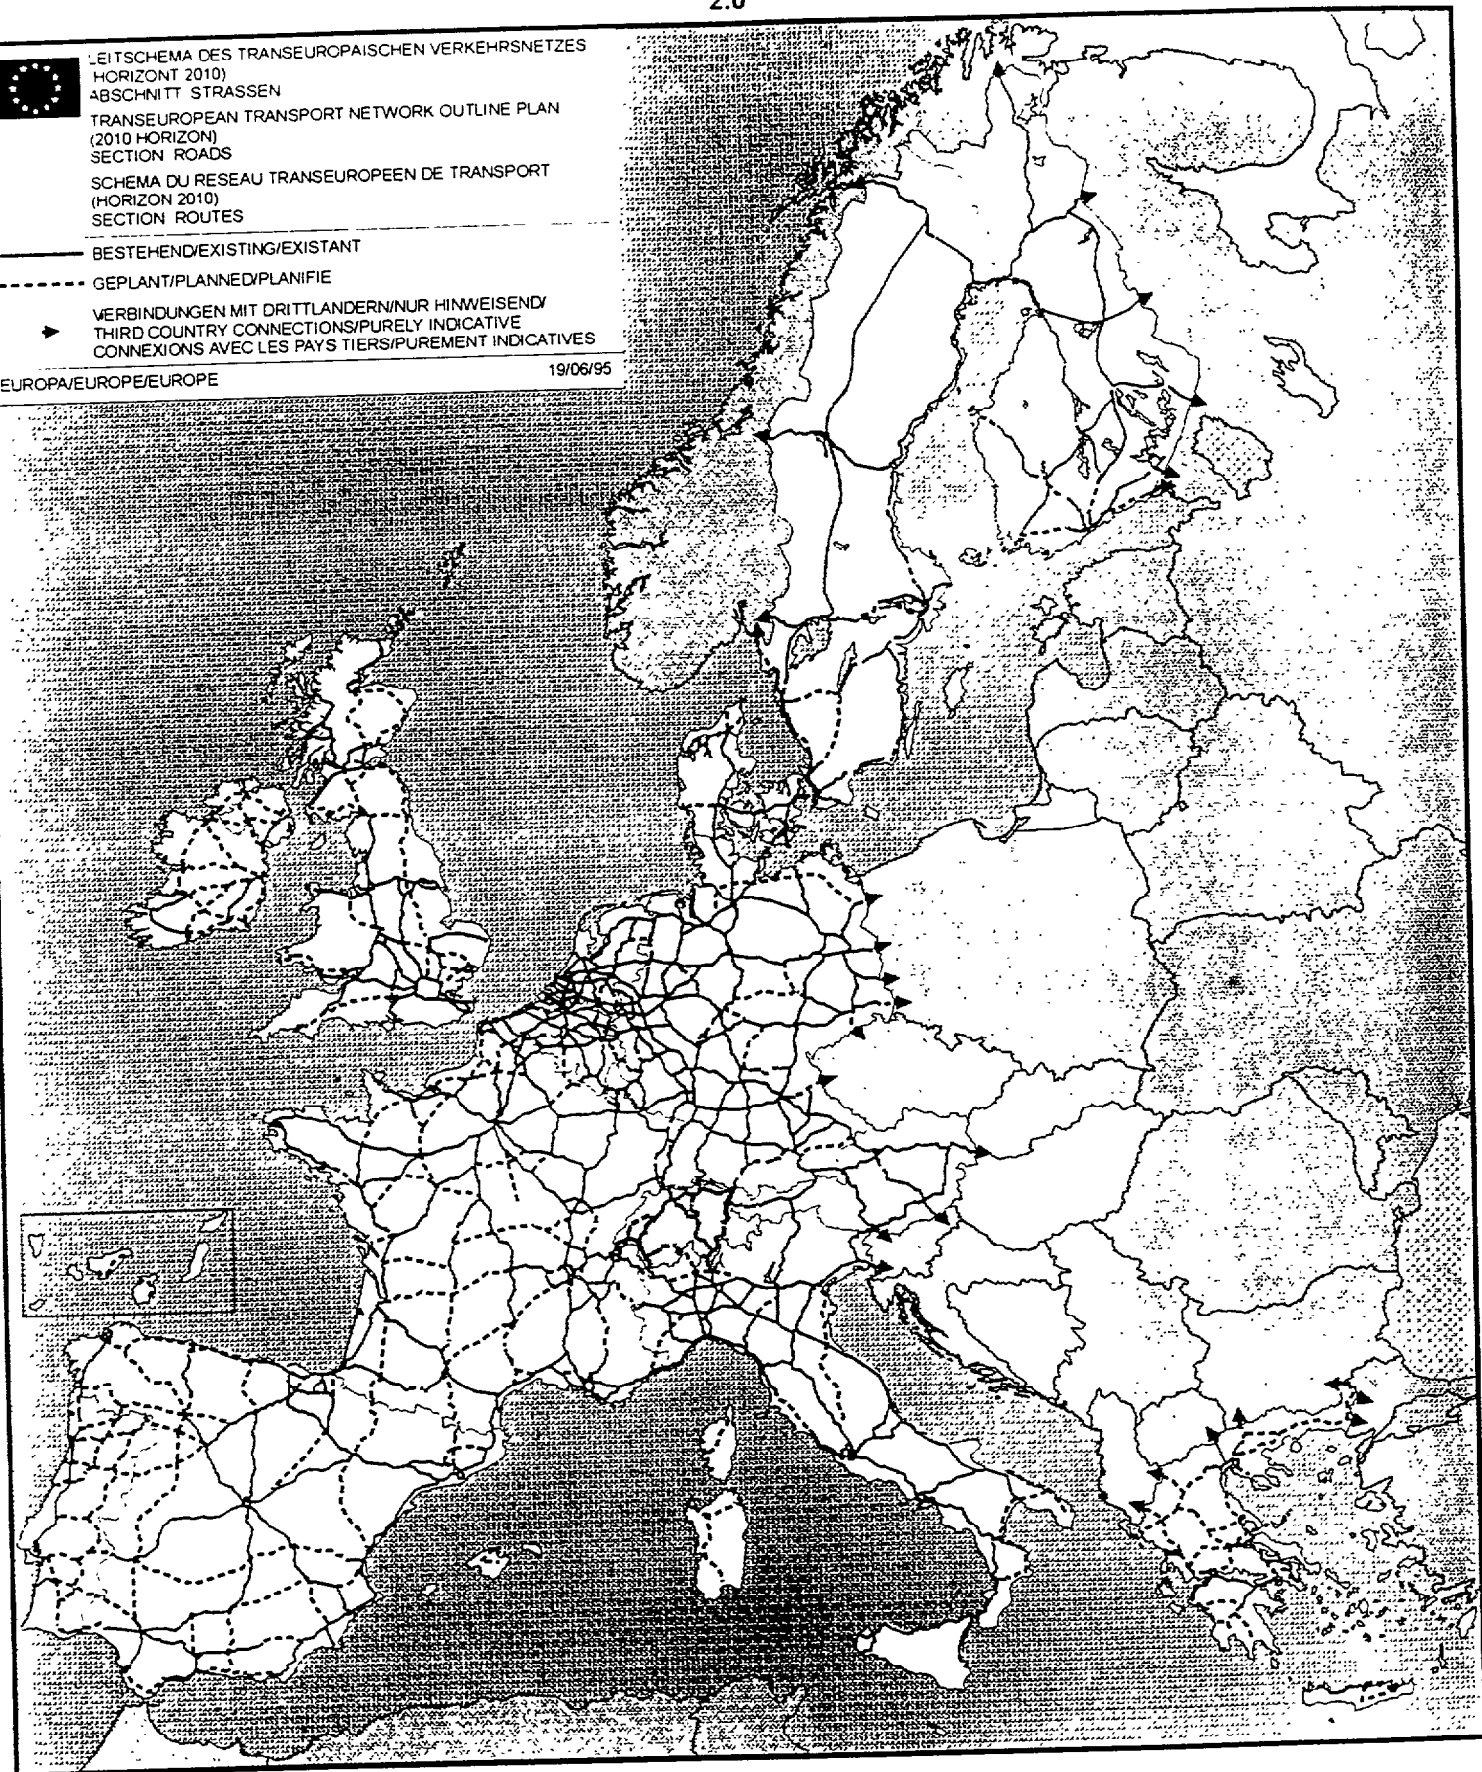 2.0
LEITSCHEMA DES TRANSEUROPAISCHEN VERKEHRSNETZES
HORIZONT 2010)
ABSCHNITT STRASSEN
TRANSEUROPEAN TRANSPORT NETWORK OUTLINE PLAN
(2010 HORIZON)
SECTION ROADS
SCHEMA DU RESEAU TRANSEUROPEEN DE TRANSPORT
(HORIZON 2010)
SECTION ROUTES
BESTEHEND/EXISTING/EXISTANT
GEPLANT/PLANNED/PLANIFIE
VERBINDUNGEN MIT DRITTLANDERN/NUR HINWEISEND/
THIRD COUNTRY CONNECTIONS/PURELY INDICATIVE
CONNEXIONS AVEC LES PAYS TIERS/PUREMENT INDICATIVES
EUROPA/EUROPE/EUROPE 19/06/95